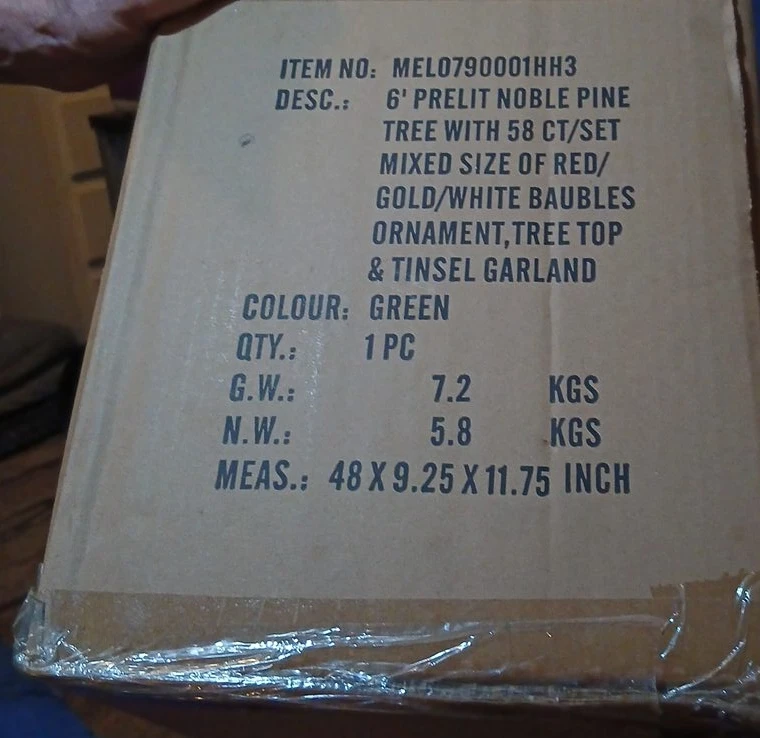 ITEM NO: MEL0790001HH3
DESC.: 6' PRELIT NOBLE PINE
TREE WITH 58 CT/SET
MIXED SIZE OF RED/
GOLD/WHITE BAUBLES
ORNAMENT,TREE TOP
& TINSEL GARLAND
COLOUR: GREEN
QTY.: 1 PC
G.W.: 7.2 KGS
N.W.: 5.8 KGS
MEAS.: 48 X 9.25 X 11.75 INCH